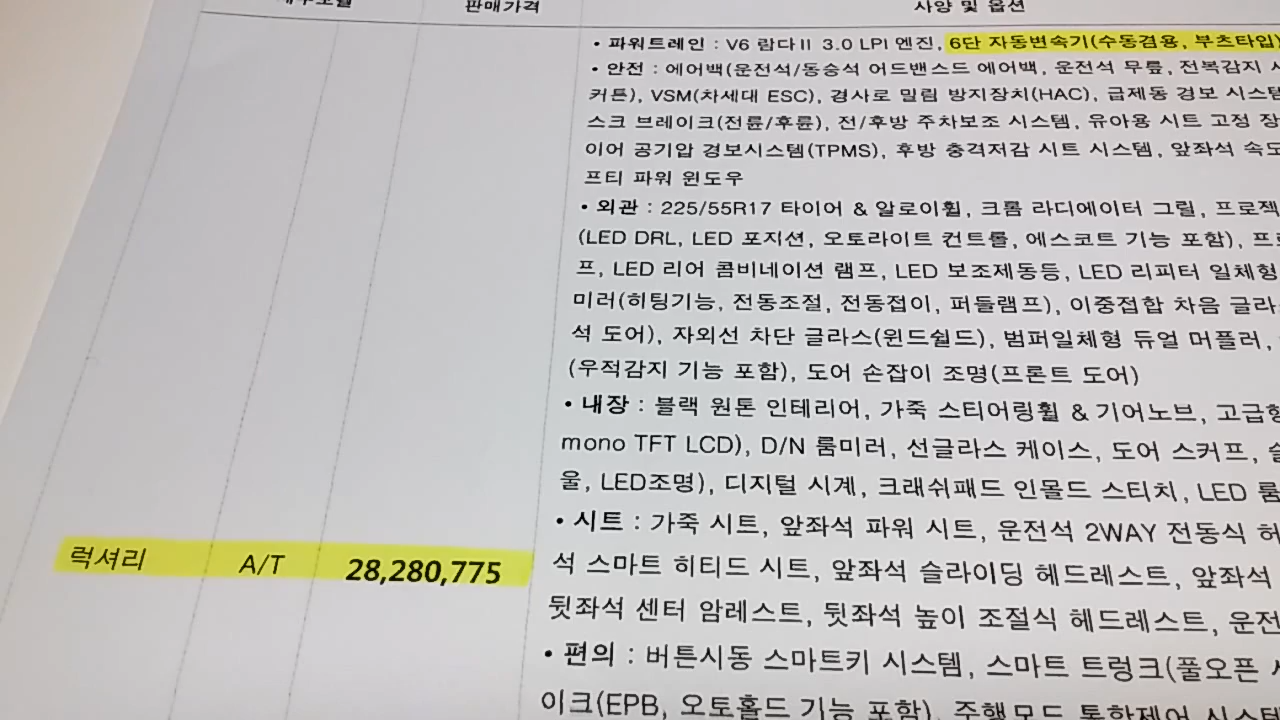 판매가격
사양 및 옵션
• 파워트레인 : V6 람다II 3.0 LPI 엔진, 6단 자동변속기(수동겸용, 부츠타입)
• 안전 : 에어백(운전석/동승석 어드밴스드 에어백, 운전석 무릎, 전복감지
커튼), VSM(차세대 ESC), 경사로 밀림 방지장치(HAC), 급제동 경보 시스템
스크 브레이크(전륜/후륜), 전/후방 주차보조 시스템, 유아용 시트 고정 장
이어 공기압 경보시스템(TPMS), 후방 충격저감 시트 시스템, 앞좌석 속도
프티 파워 윈도우
• 외관 : 225/55R17 타이어 & 알로이휠, 크롬 라디에이터 그릴, 프로젝
(LED DRL, LED 포지션, 오토라이트 컨트롤, 에스코트 기능 포함), 프
프, LED 리어 콤비네이션 램프, LED 보조제동등, LED 리피터 일체형
미러(히팅기능, 전동조절, 전동접이, 퍼들램프), 이중접합 차음 글라
석 도어), 자외선 차단 글라스(윈드쉴드), 범퍼일체형 듀얼 머플러,
(우적감지 기능 포함), 도어 손잡이 조명(프론트 도어)
• 내장 : 블랙 원톤 인테리어, 가죽 스티어링휠 & 기어노브, 고급형
mono TFT LCD), D/N 룸미러, 선글라스 케이스, 도어 스커프,
울, LED조명), 디지털 시계, 크래쉬패드 인몰드 스티치, LED 룸
• 시트 : 가죽 시트, 앞좌석 파워 시트, 운전석 2WAY 전동식 허
럭셔리 A/T 28,280,775
석 스마트 히티드 시트, 앞좌석 슬라이딩 헤드레스트, 앞좌석
뒷좌석 센터 암레스트, 뒷좌석 높이 조절식 헤드레스트, 운전
• 편의 : 버튼시동 스마트키 시스템, 스마트 트렁크(풀오픈
이크(EPB, 오토홀드 기능 포함), 주행모드 통합제어 시스템